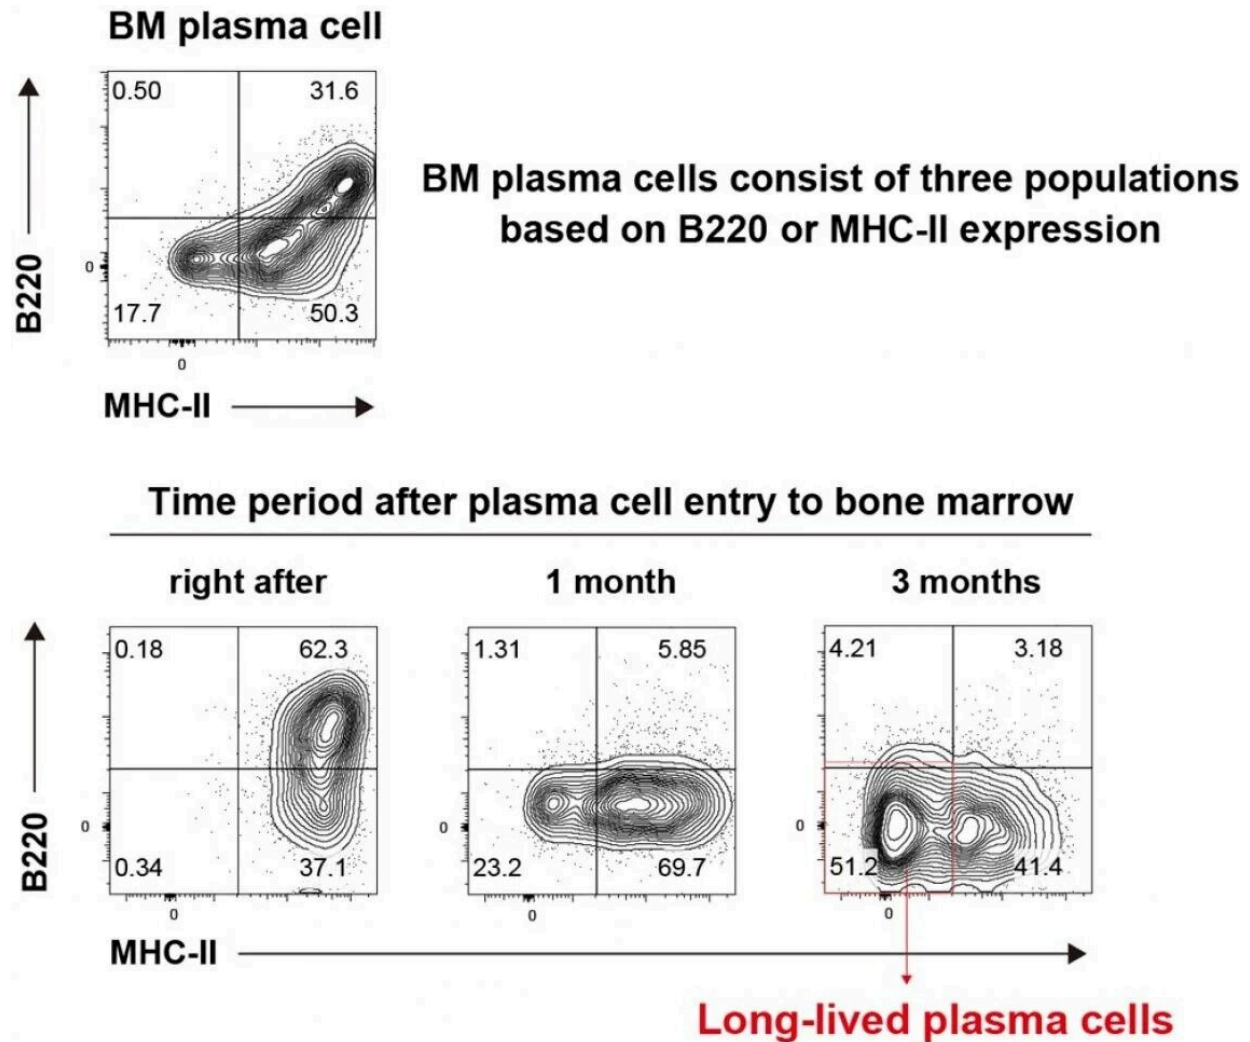 BM plasma cell
0.50 31.6
17.7 50.3
B220
0
0
MHC-II
BM plasma cells consist of three populations
based on B220 or MHC-II expression
Time period after plasma cell entry to bone marrow
right after 1 month 3 months
0.18 62.3 1.31 5.85 4.21 3.18
B220
0 0 0
0.34 37.1 23.2 69.7 51.2 41.4
0 0 0
MHC-II
Long-lived plasma cells